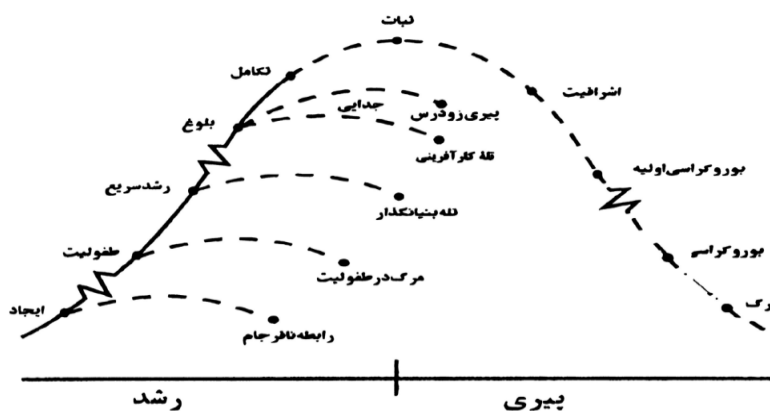 ثبات
تکامل
اشرافیت
جدایی
پیری زودرس
بلوغ
تله کارآفرینی
بوروکراسی اولیه
رشد سریع
تله بنیانگذار
طفولیت
بوروکراسی
مرگ در طفولیت
ایجاد
رابطه نافرجام
رگ
رشد
پیری